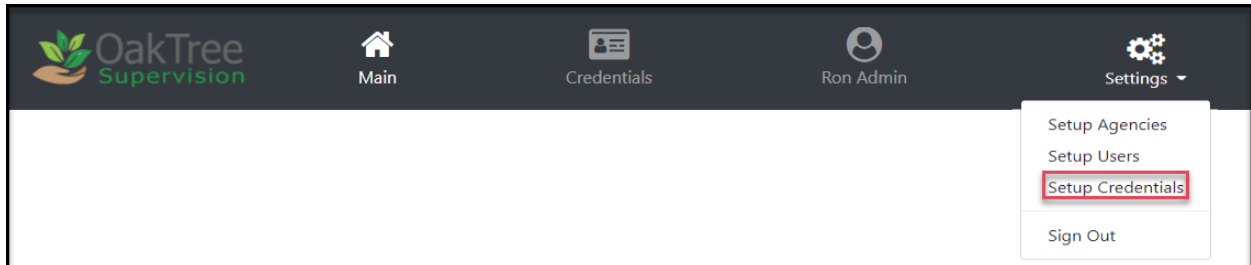 OakTree
Supervision
Main
Credentials
Ron Admin
Settings
Setup Agencies
Setup Users
Setup Credentials
Sign Out